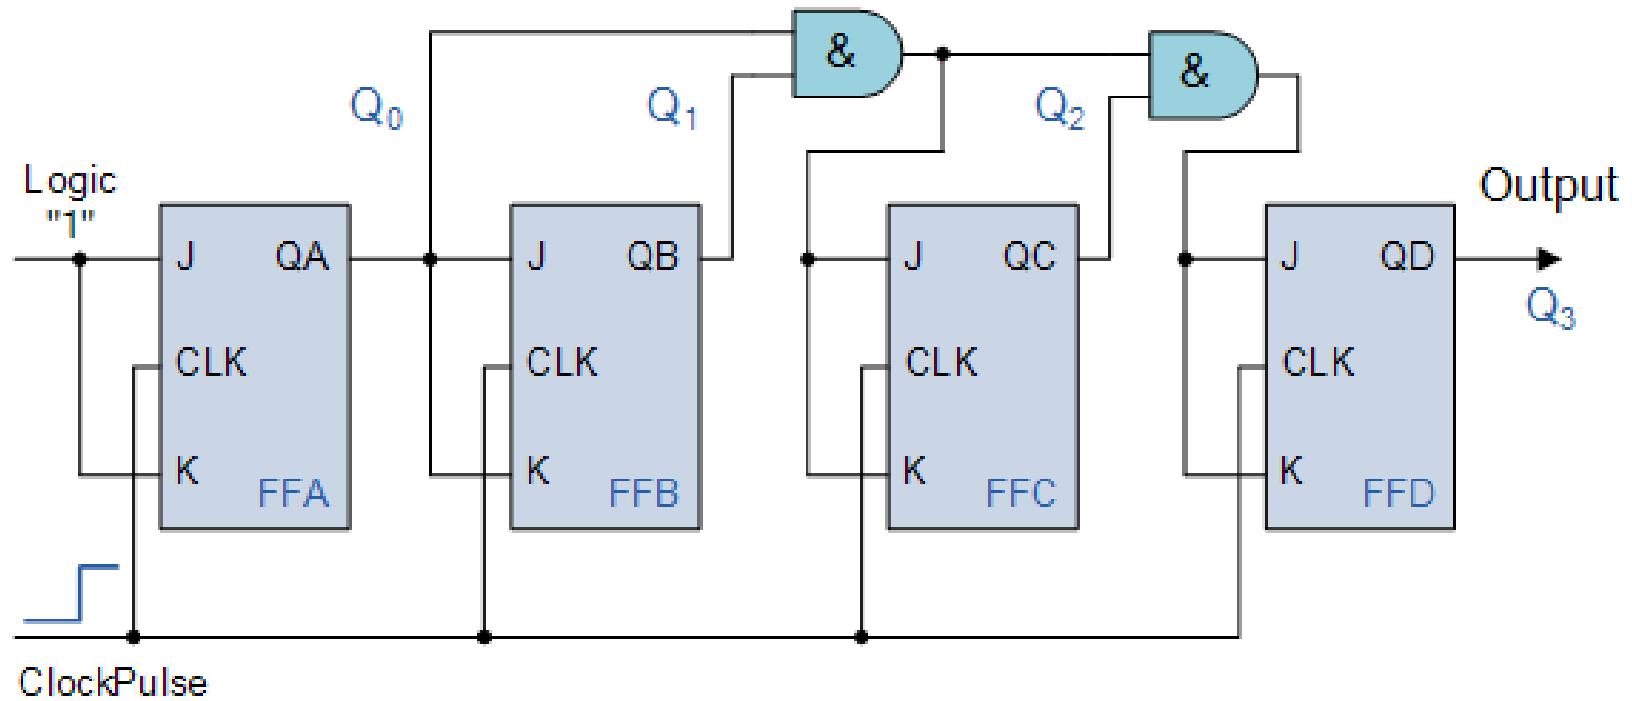 &
&
Q0
Q1
Q2
Logic
"1"
Output
J QA
J QB
J QC
J QD
Q3
CLK
CLK
CLK
CLK
K
K
K
K
FFA
FFB
FFC
FFD
ClockPulse